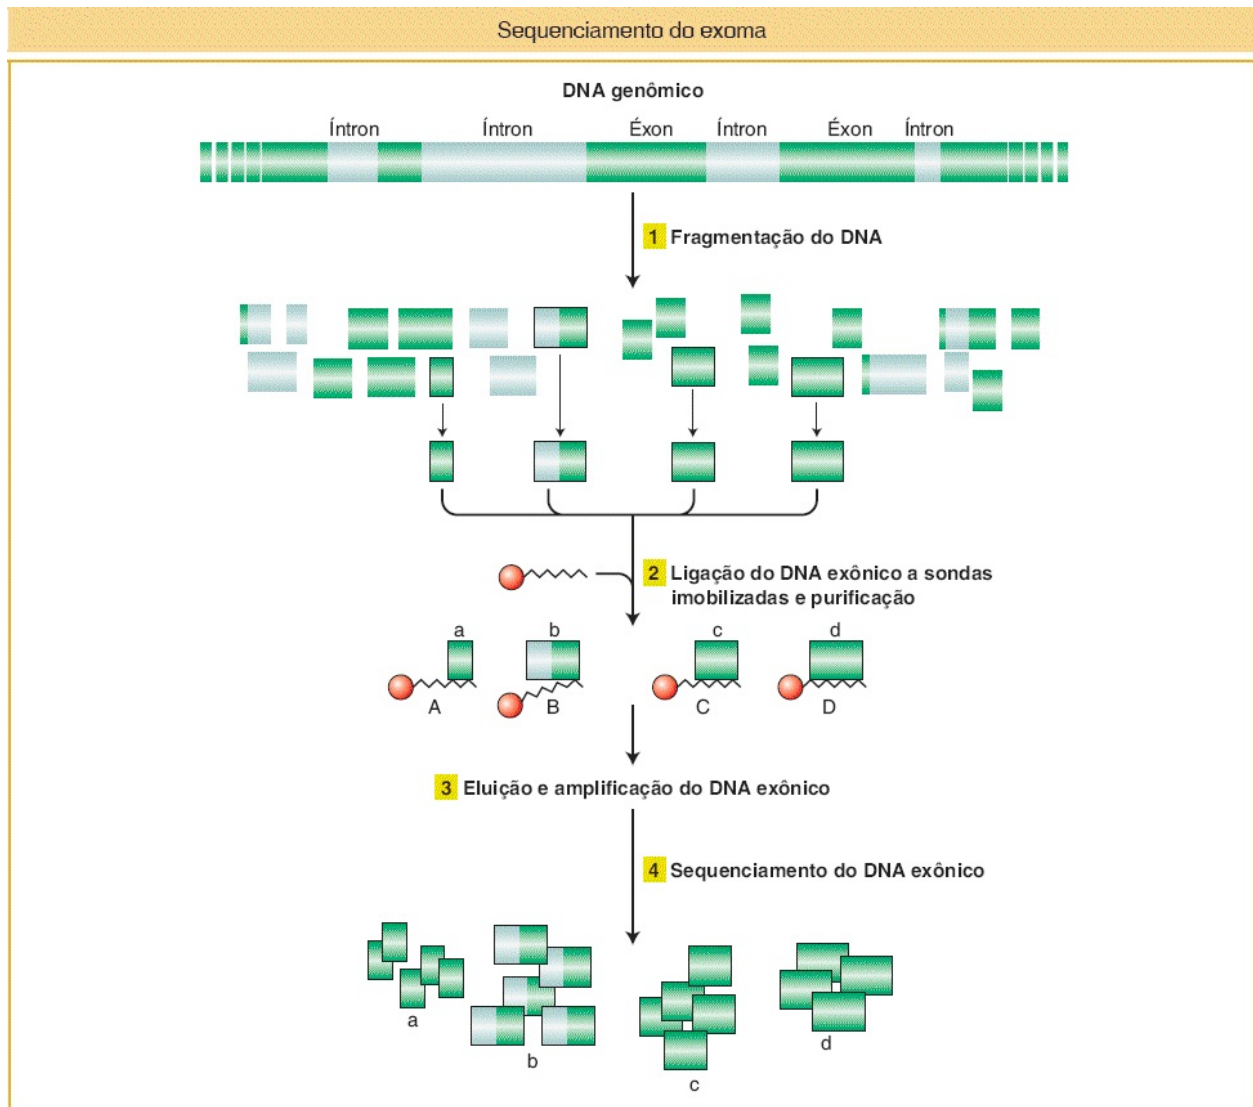 Sequenciamento do exoma
DNA genômico
Íntron Íntron Éxon Íntron Éxon Íntron
1 Fragmentação do DNA
2 Ligação do DNA exônico a sondas
imobilizadas e purificação
a b c d
A B C D
3 Eluição e amplificação do DNA exônico
4 Sequenciamento do DNA exônico
a b c d